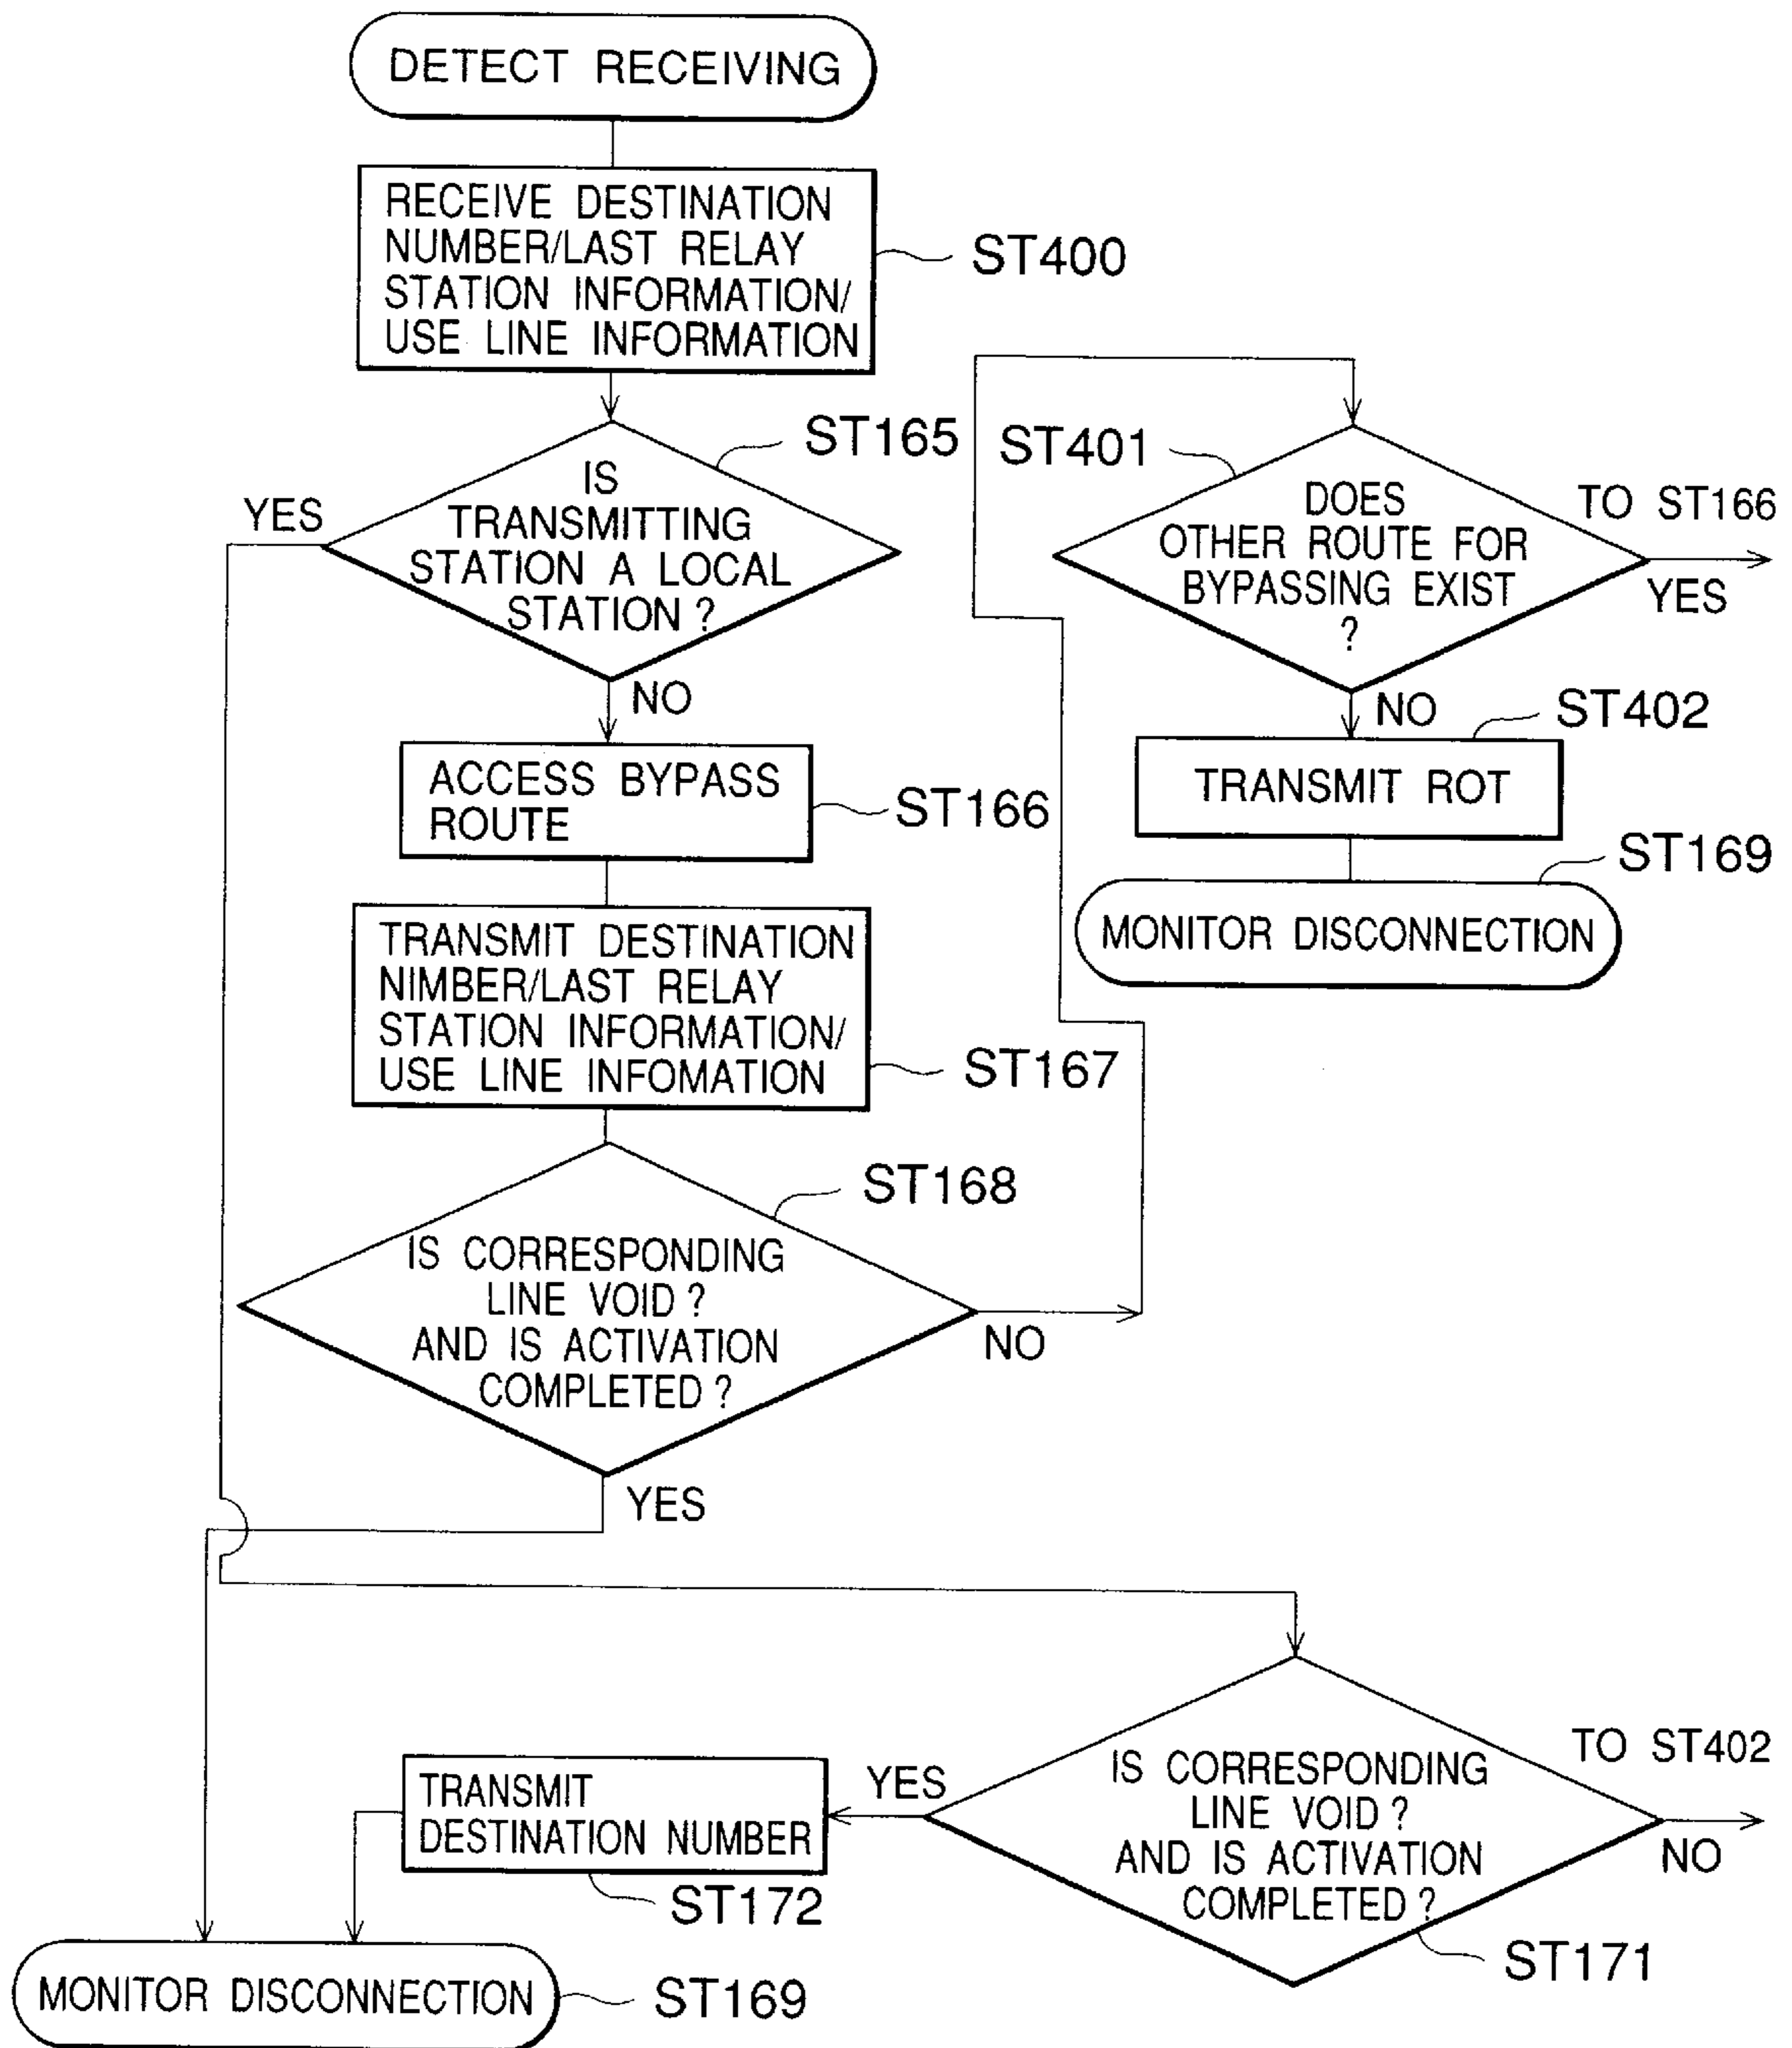 DETECT RECEIVING
RECEIVE DESTINATION
NUMBER/LAST RELAY
STATION INFORMATION/
USE LINE INFORMATION
ST400
ST165
IS
TRANSMITTING
STATION A LOCAL
STATION ?
YES
NO
ACCESS BYPASS
ROUTE
ST166
TRANSMIT DESTINATION
NIMBER/LAST RELAY
STATION INFORMATION/
USE LINE INFOMATION
ST167
ST168
IS CORRESPONDING
LINE VOID ?
AND IS ACTIVATION
COMPLETED ?
NO
YES
ST401
DOES
OTHER ROUTE FOR
BYPASSING EXIST
?
TO ST166
YES
NO
ST402
TRANSMIT ROT
ST169
MONITOR DISCONNECTION
IS CORRESPONDING
LINE VOID ?
AND IS ACTIVATION
COMPLETED ?
TO ST402
NO
YES
ST171
TRANSMIT
DESTINATION NUMBER
ST172
MONITOR DISCONNECTION
ST169